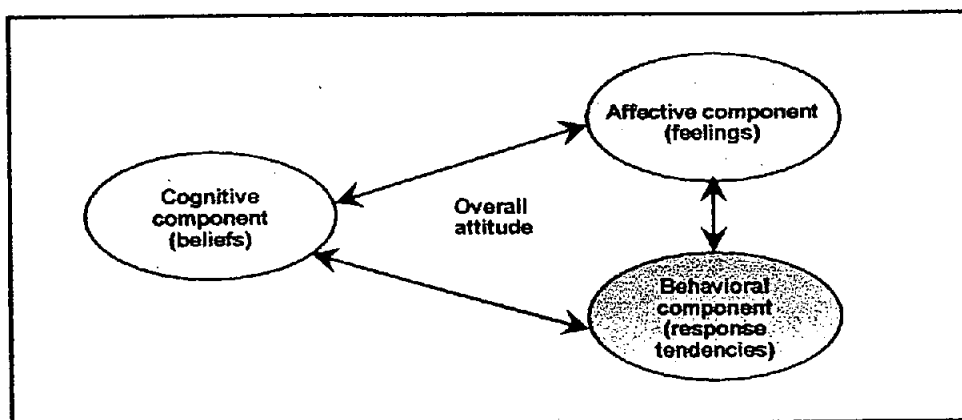 Affective component
(feelings)
Cognitive
component
(beliefs)
Overall
attitude
Behavioral
component
(response
tendencies)